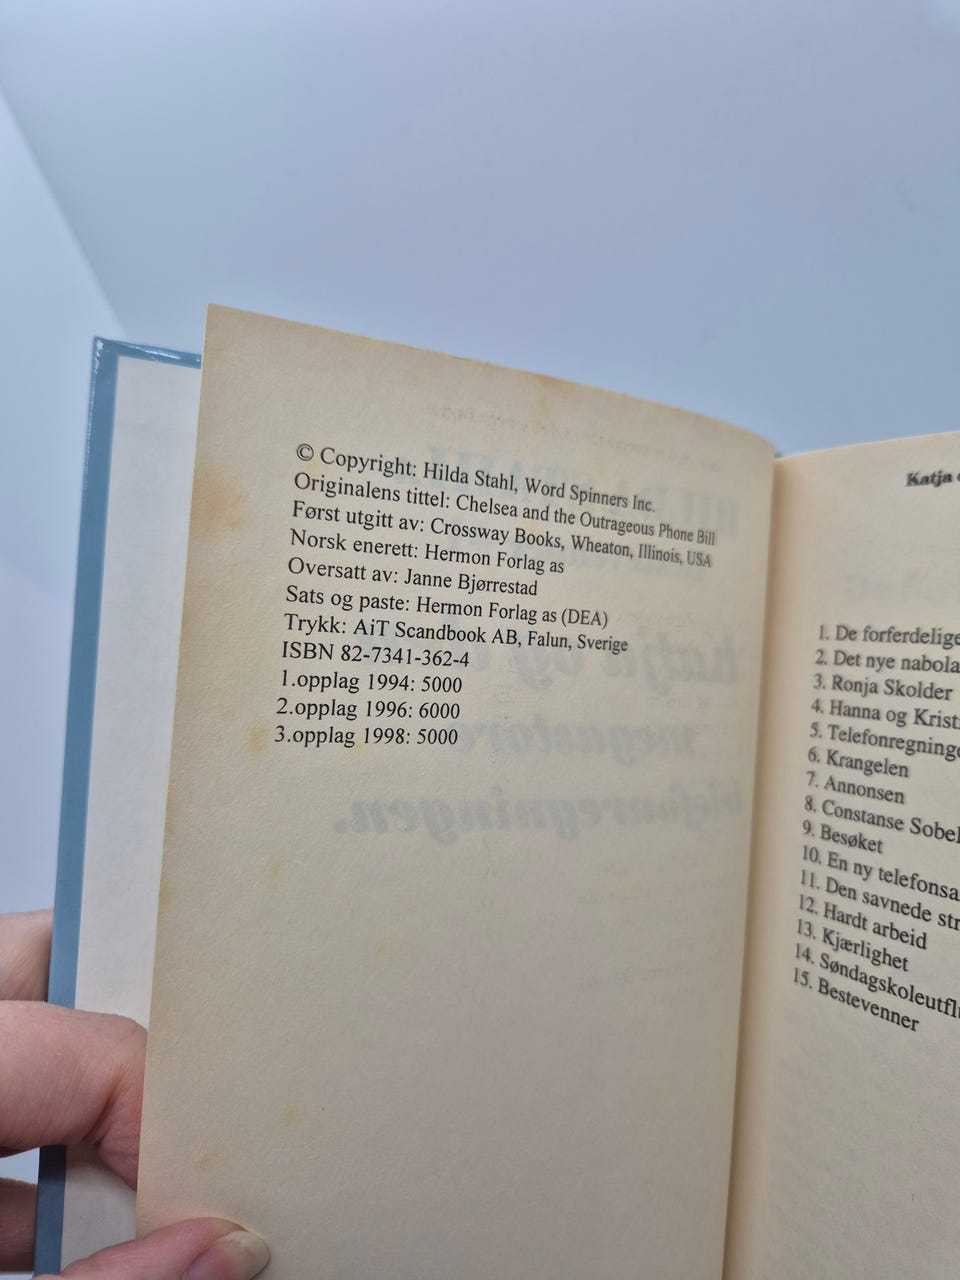 © Copyright: Hilda Stahl, Word Spinners Inc.
Originalens tittel: Chelsea and the Outrageous Phone Bill
Først utgitt av: Crossway Books, Wheaton, Illinois, USA
Norsk enerett: Hermon Forlag as
Oversatt av: Janne Bjørrestad
Sats og paste: Hermon Forlag as (DEA)
Trykk: AiT Scandbook AB, Falun, Sverige
ISBN 82-7341-362-4
1.opplag 1994: 5000
2.opplag 1996: 6000
3.opplag 1998: 5000
Katja
1. De forferdelige
2. Det nye nabola
3. Ronja Skolder
4. Hanna og Krist
5. Telefonregninge
6. Krangelen
7. Annonsen
8. Constanse Sobel
9. Besøket
10. En ny telefonsa
11. Den savnede str
12. Hardt arbeid
13. Kjærlighet
14. Søndagskoleutfl
15. Bestevenner